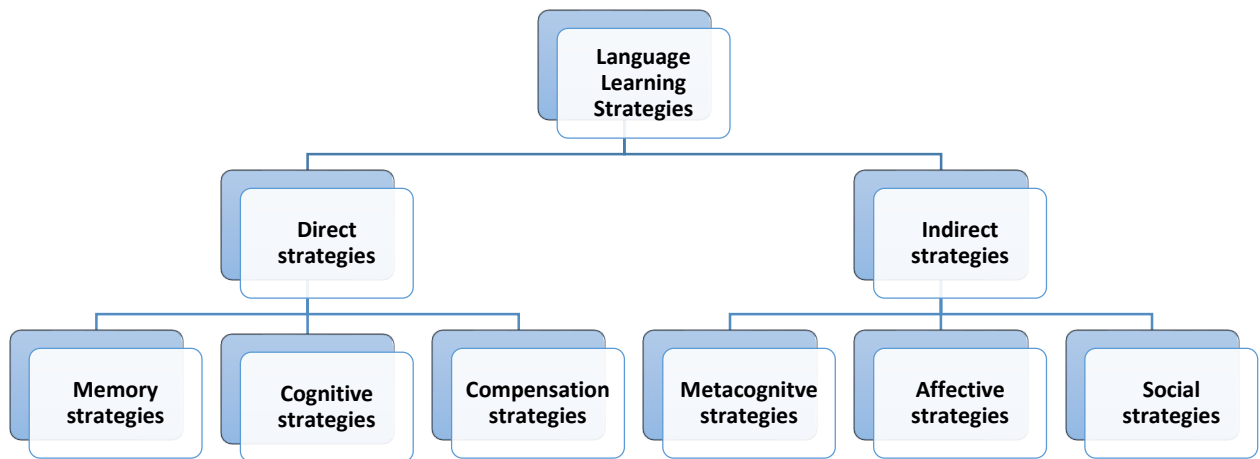 Language
Learning
Strategies
Direct
strategies
Indirect
strategies
Memory
strategies
Cognitive
strategies
Compensation
strategies
Metacognitve
strategies
Affective
strategies
Social
strategies